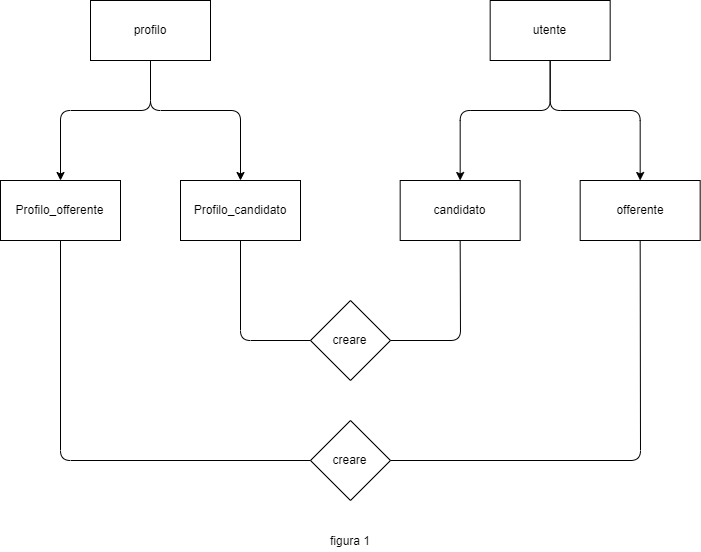 profilo
utente
Profilo_offerente
Profilo_candidato
candidato
offerente
creare
creare
figura 1